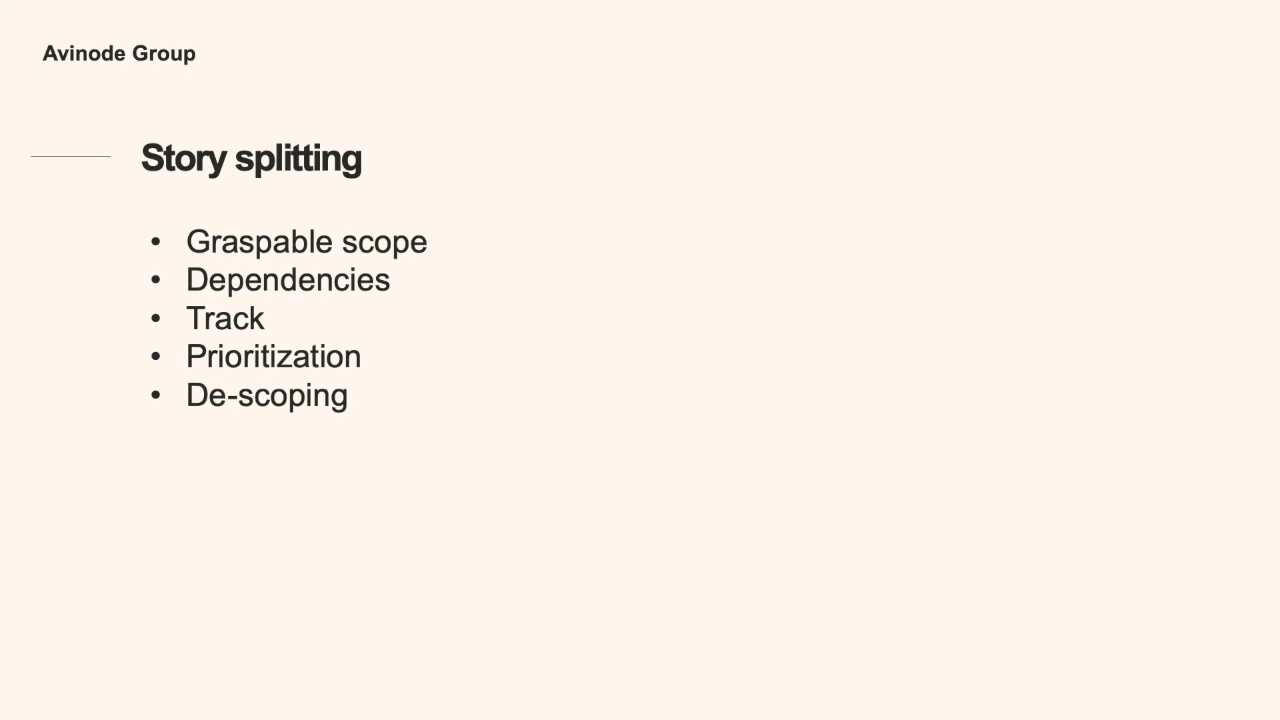 Avinode Group
Story splitting
• Graspable scope
• Dependencies
• Track
• Prioritization
• De-scoping